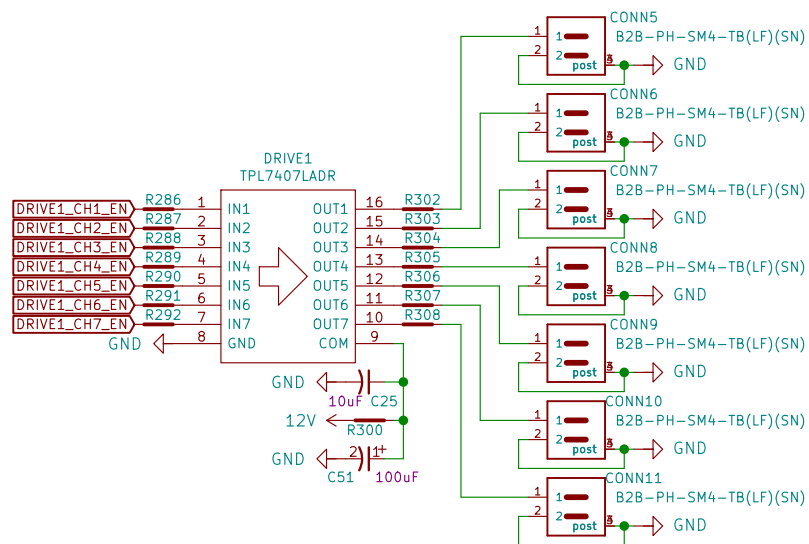 CONN5
B2B-PH-SM4-TB(LF)(SN)
1 1
2 2
post
GND
CONN6
B2B-PH-SM4-TB(LF)(SN)
1 1
2 2
post
GND
CONN7
B2B-PH-SM4-TB(LF)(SN)
1 1
2 2
post
GND
CONN8
B2B-PH-SM4-TB(LF)(SN)
1 1
2 2
post
GND
CONN9
B2B-PH-SM4-TB(LF)(SN)
1 1
2 2
post
GND
CONN10
B2B-PH-SM4-TB(LF)(SN)
1 1
2 2
post
GND
CONN11
B2B-PH-SM4-TB(LF)(SN)
1 1
2 2
post
GND
DRIVE1
TPL7407LADR
DRIVE1_CH1_EN R286 1 IN1 OUT1 16 R302
DRIVE1_CH2_EN R287 2 IN2 OUT2 15 R303
DRIVE1_CH3_EN R288 3 IN3 OUT3 14 R304
DRIVE1_CH4_EN R289 4 IN4 OUT4 13 R305
DRIVE1_CH5_EN R290 5 IN5 OUT5 12 R306
DRIVE1_CH6_EN R291 6 IN6 OUT6 11 R307
DRIVE1_CH7_EN R292 7 IN7 OUT7 10 R308
GND 8 GND COM 9
GND
10uF C25
12V
R300
GND 2 1+
C51 100uF